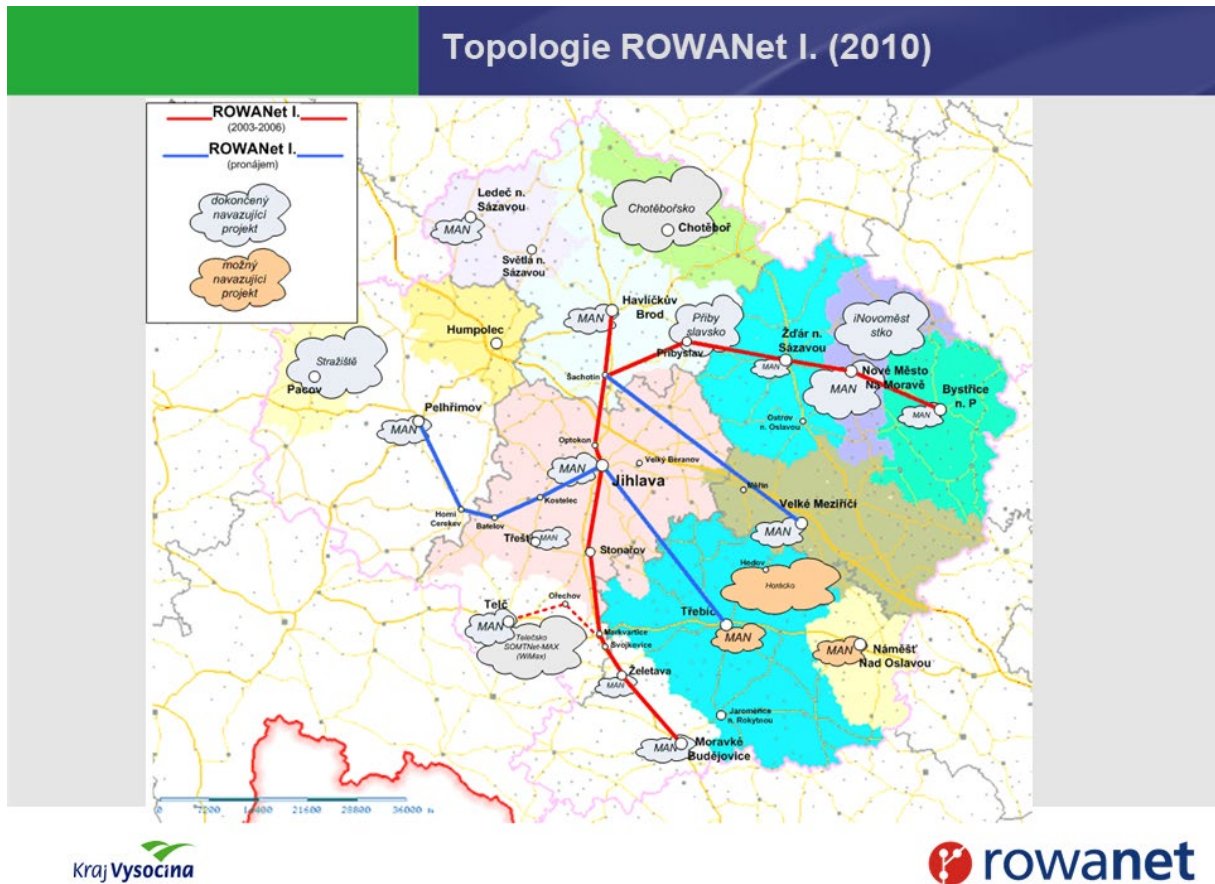 Topologie ROWANet I. (2010)
ROWANet I.
(2003-2006)
ROWANet I.
(pronájem)
dokončený
navazující
projekt
možný
navazující
projekt
Ledeč n.
Sázavou
MAN
Světlá n.
Sázavou
Chotěbořsko
Chotěboř
Havlíčkův
Brod
MAN
Přiby
slavsko
Přibyslav
Žďár n.
Sázavou
MAN
iNovoměst
stko
Nové Město
Na Moravě
MAN
Bystřice
n. P
MAN
Humpolec
Stražiště
Pacov
Šachotín
Pelhřimov
MAN
Ostrov
n. Oslavou
Optokon
Velký Beranov
MAN
Jihlava
Měřín
Kostelec
Velké Meziříčí
MAN
Horní
Cerekev
Batelov
Třešť
MAN
Stonařov
Hedov
Horácko
Ořechov
Telč
MAN
Telečsko
SOMTNet-MAX
(WiMax)
Markvartice
Svojkovice
Třebíč
MAN
MAN
Náměšť
Nad Oslavou
Želetava
MAN
Jaroměřice
n. Rokytnou
MAN
Moravké
Budějovice
0 7200 14400 21600 28800 36000
Kraj Vysočina
rowanet